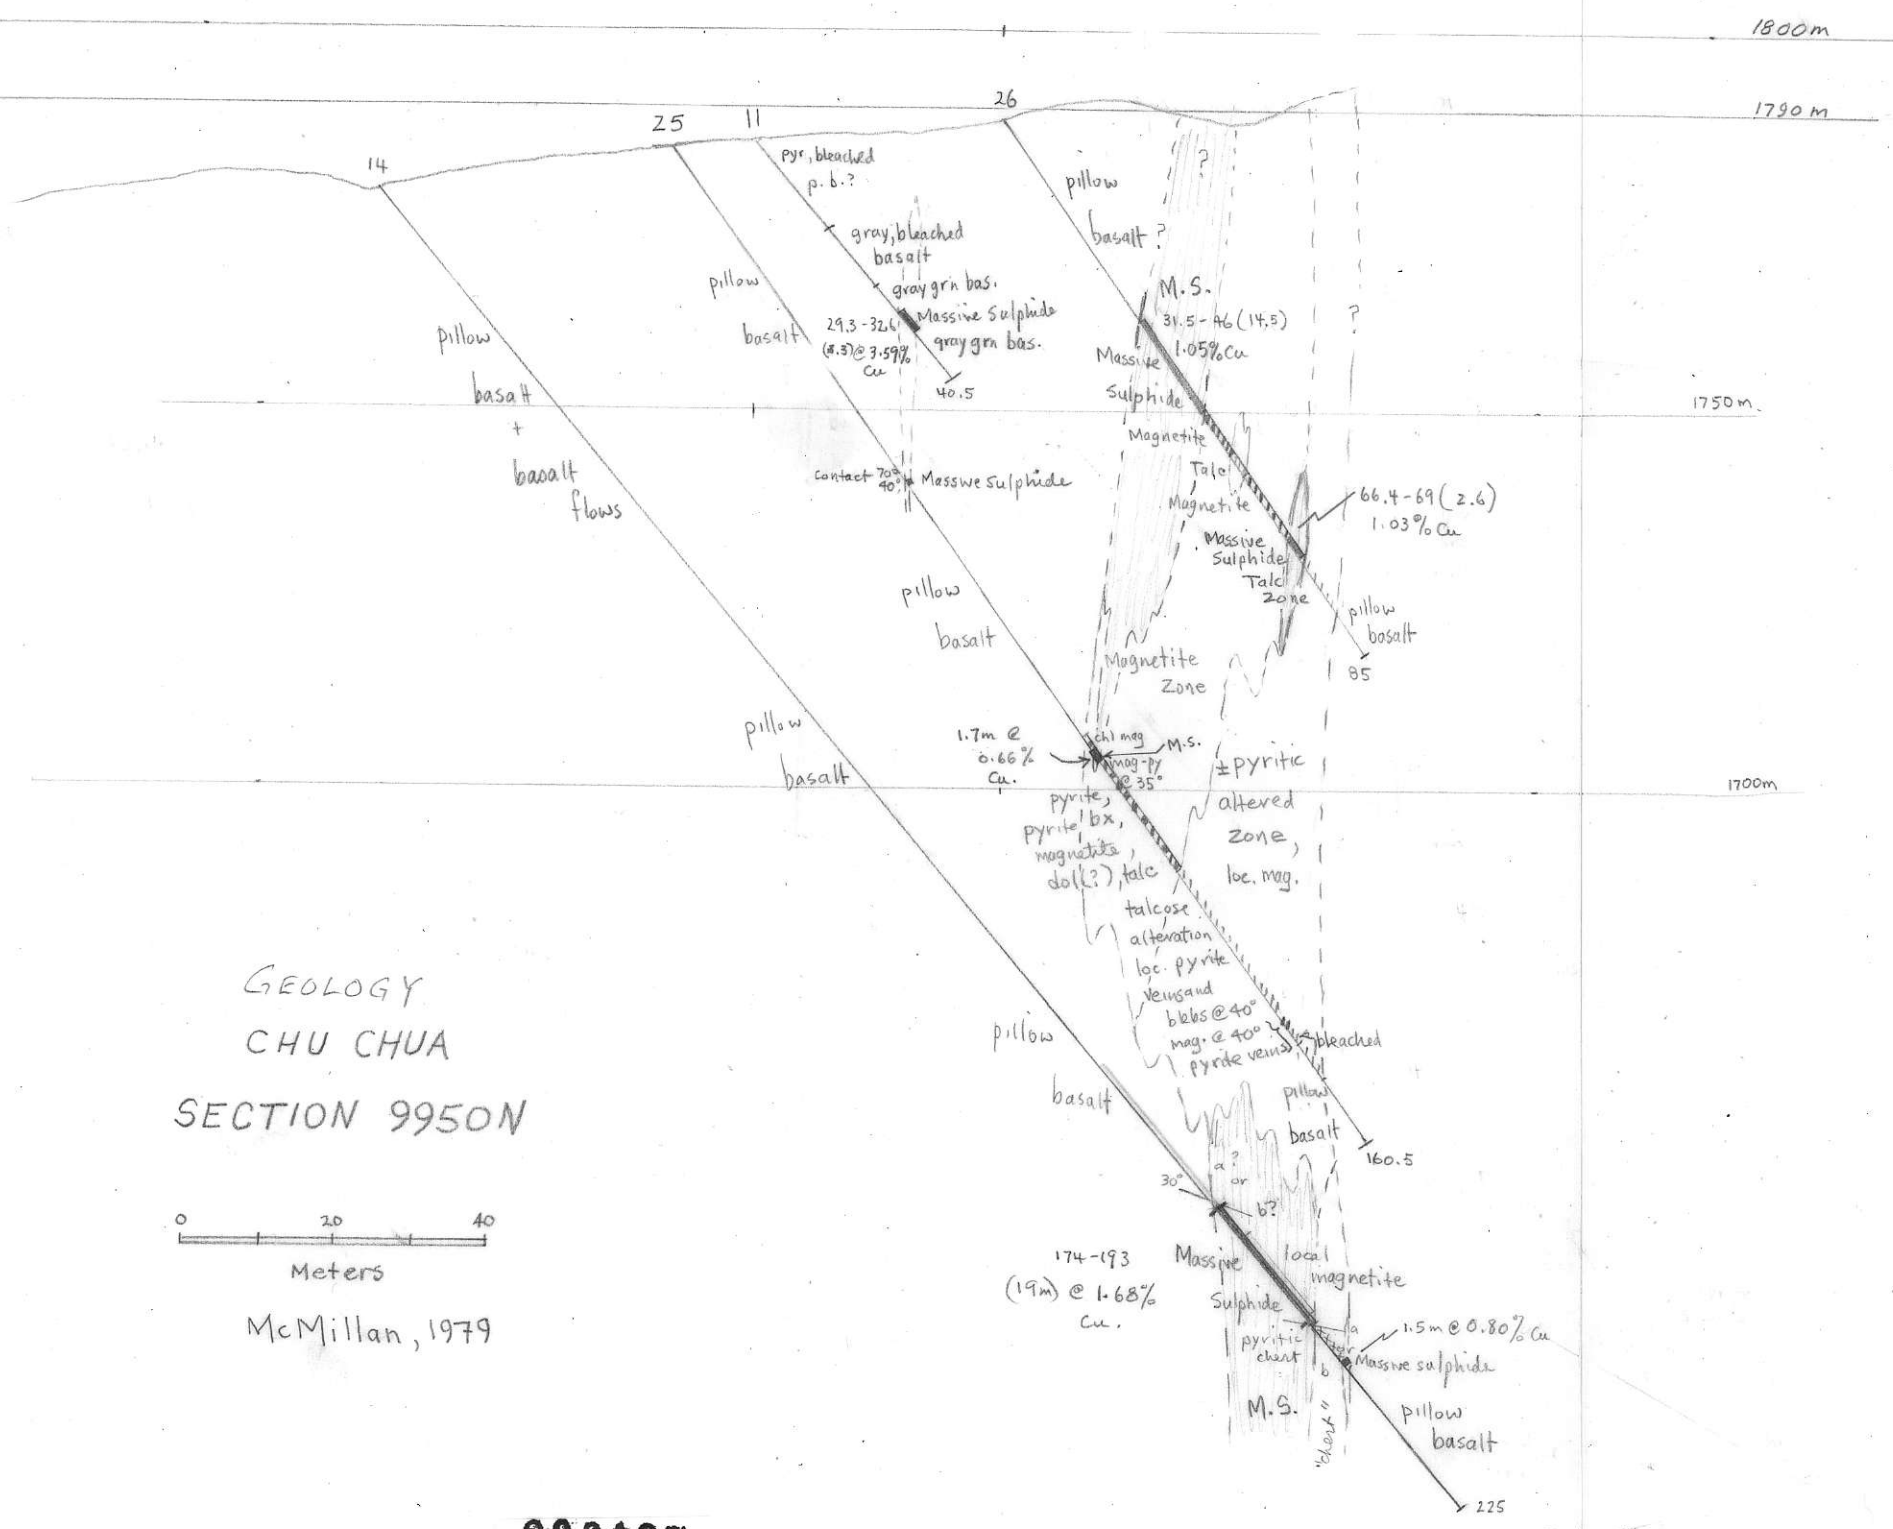 1800m
1790m
26
25
11
14
pyr, bleached
p.b.?
pillow
basalt?
?
gray, bleached
basalt
gray grn bas.
Massive Sulphide
gray grn bas.
29.3-32.6
(3.3)@3.59%
Cu
40.5
M.S.
31.5-46(14.5)
1.05%Cu
?
Massive
Sulphide
Magnetite
Talc
Magnetite
Massive
Sulphide
Talc
Zone
66.4-69(2.6)
1.03%Cu
pillow
basalt
85
1750m.
pillow
basalt
pillow
basalt
+
basalt
flows
contact 70°
40°
Massive sulphide
pillow
basalt
Magnetite
Zone
pillow
basalt
1.7m @
0.66%
Cu.
chl mag
M.S.
mag-py
@ 35°
±pyritic
altered
zone,
loc. mag.
1700m
pyrite,
pyrite bx,
magnetite,
dol(?), talc
talcose
alteration
loc. pyrite
veins and
@40°
mag. @ 40°
pyrite veins
?
bleached
pillow
basalt
160.5
pillow
basalt
a?
or
b?
30°
174-193
(19m) @ 1.68%
Cu.
Massive
Sulphide
local
magnetite
pyritic
chert
a
or
b
1.5m @ 0.80% Cu
Massive sulphide
M.S.
"chert"
pillow
basalt
225
GEOLOGY
CHU CHUA
SECTION 9950N
0 20 40
Meters
McMillan, 1979